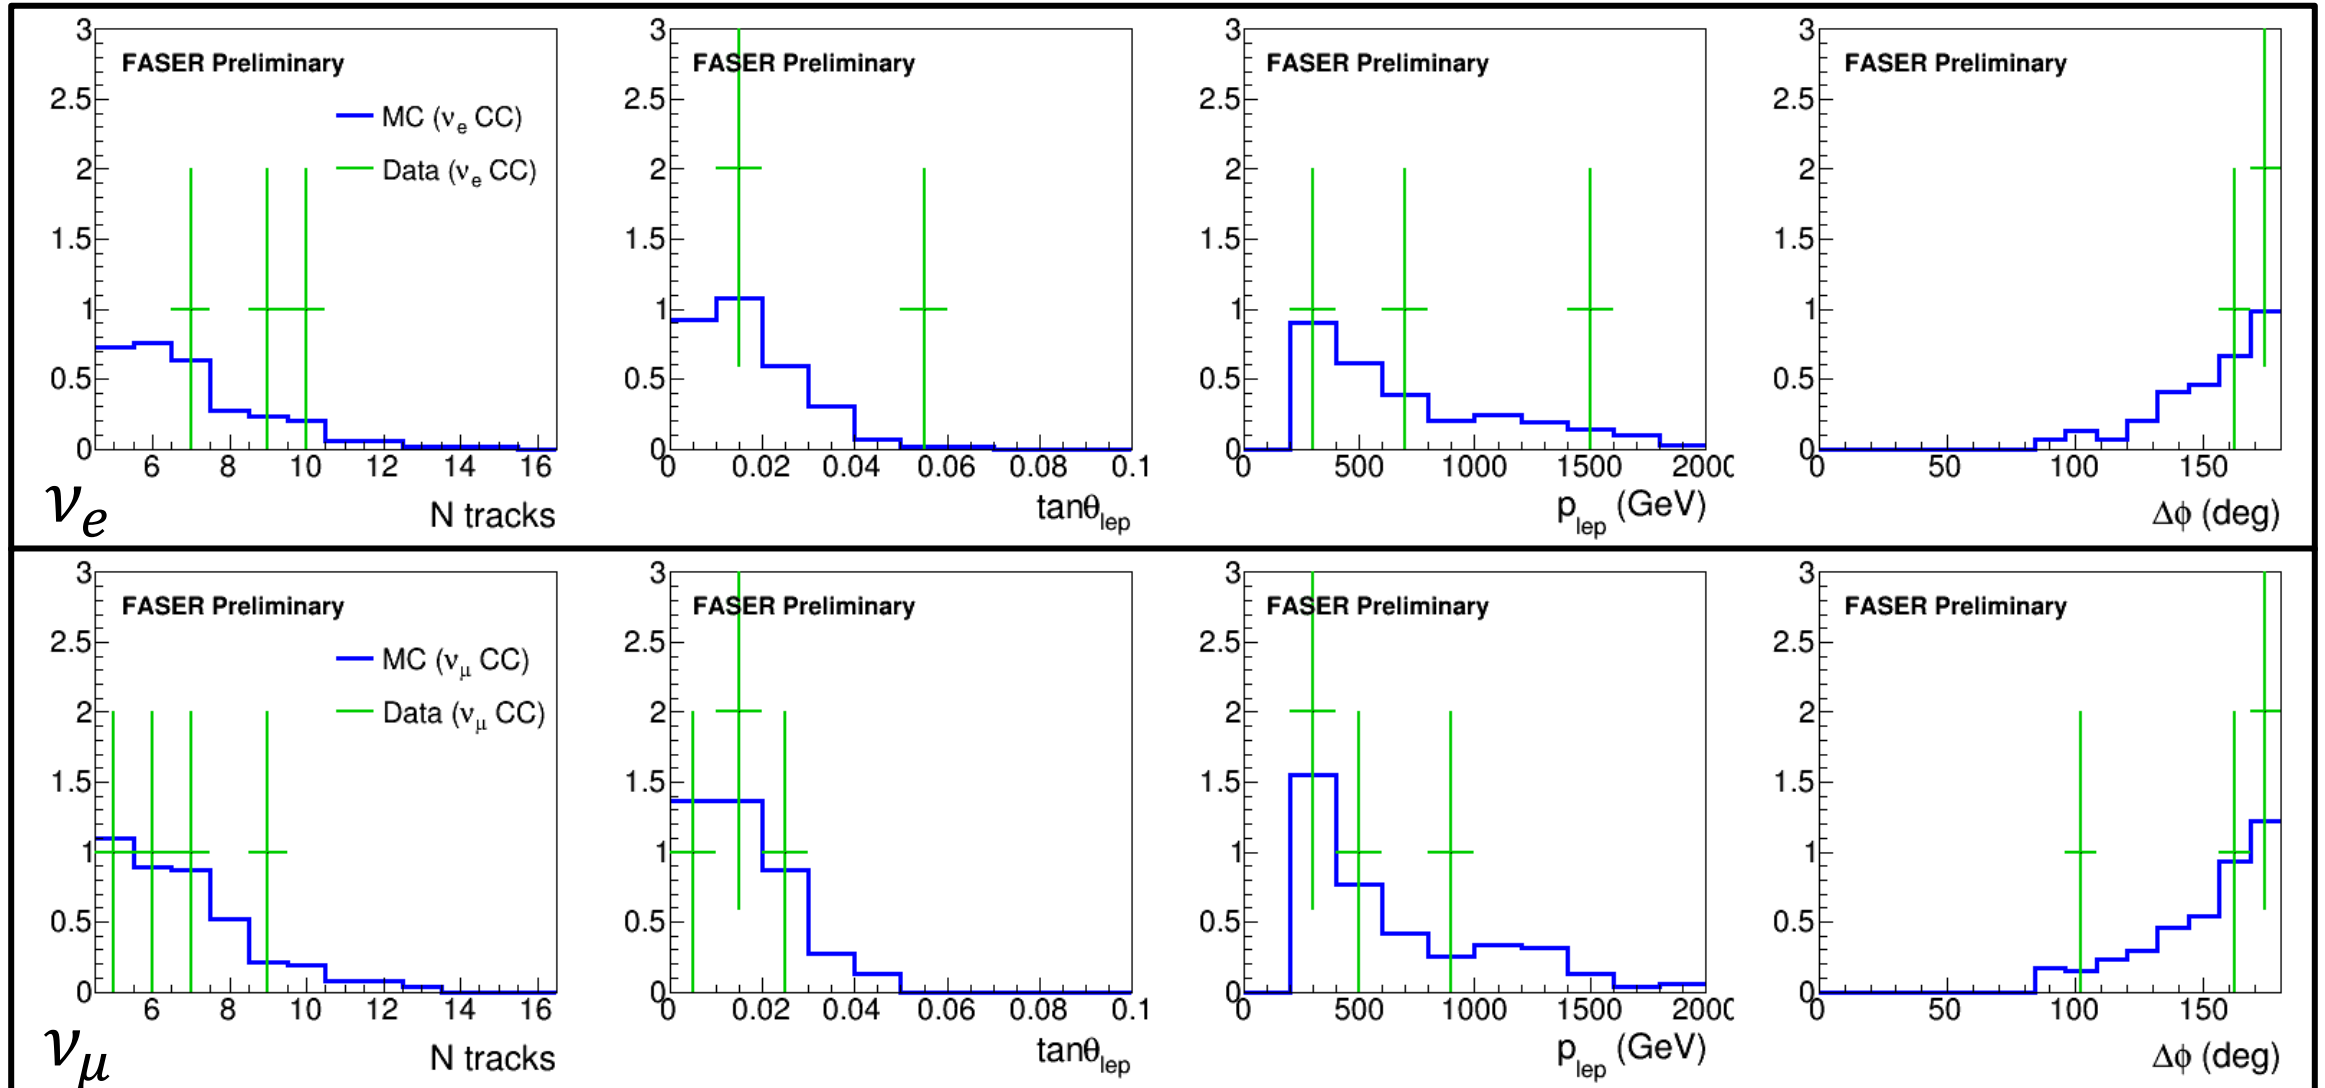 3 3 3 3
FASER Preliminary FASER Preliminary FASER Preliminary FASER Preliminary
2.5 2.5 2.5 2.5
MC (νe CC)
2 Data (νe CC) 2 2 2
1.5 1.5 1.5 1.5
1 1 1 1
0.5 0.5 0.5 0.5
0 0 0 0
6 8 10 12 14 16 0 0.02 0.04 0.06 0.08 0.1 0 500 1000 1500 2000 0 50 100 150
νe N tracks tanθlep plep (GeV) Δϕ (deg)
3 3 3 3
FASER Preliminary FASER Preliminary FASER Preliminary FASER Preliminary
2.5 2.5 2.5 2.5
MC (νμ CC)
2 Data (νμ CC) 2 2 2
1.5 1.5 1.5 1.5
1 1 1 1
0.5 0.5 0.5 0.5
0 0 0 0
6 8 10 12 14 16 0 0.02 0.04 0.06 0.08 0.1 0 500 1000 1500 2000 0 50 100 150
νμ N tracks tanθlep plep (GeV) Δϕ (deg)